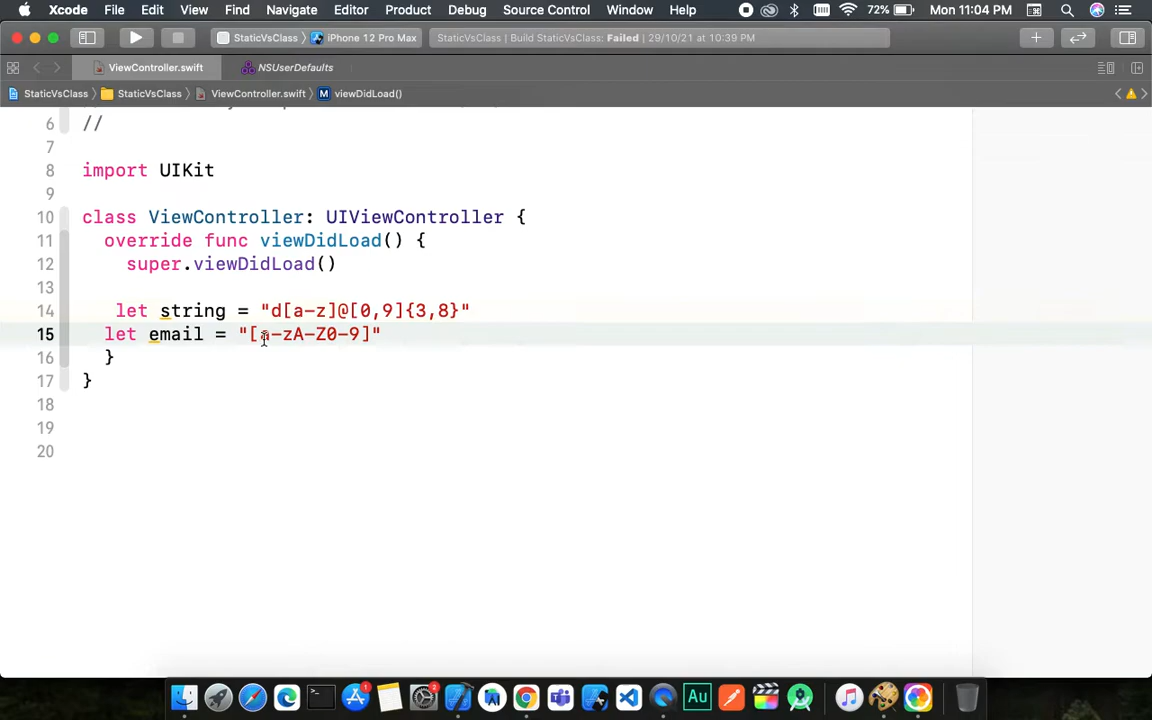 Xcode File Edit View Find Navigate Editor Product Debug Source Control Window Help 72% Mon 11:04 PM
StaticVsClass iPhone 12 Pro Max StaticVsClass | Build StaticVsClass: Failed | 29/10/21 at 10:39 PM
ViewController.swift NSUserDefaults
StaticVsClass StaticVsClass ViewController.swift M viewDidLoad()
6 //
7
8 import UIKit
9
10 class ViewController: UIViewController {
11 override func viewDidLoad() {
12 super.viewDidLoad()
13
14 let string = "d[a-z]@[0,9]{3,8}"
15 let email = "[a-zA-Z0-9]"
16 }
17 }
18
19
20
Au